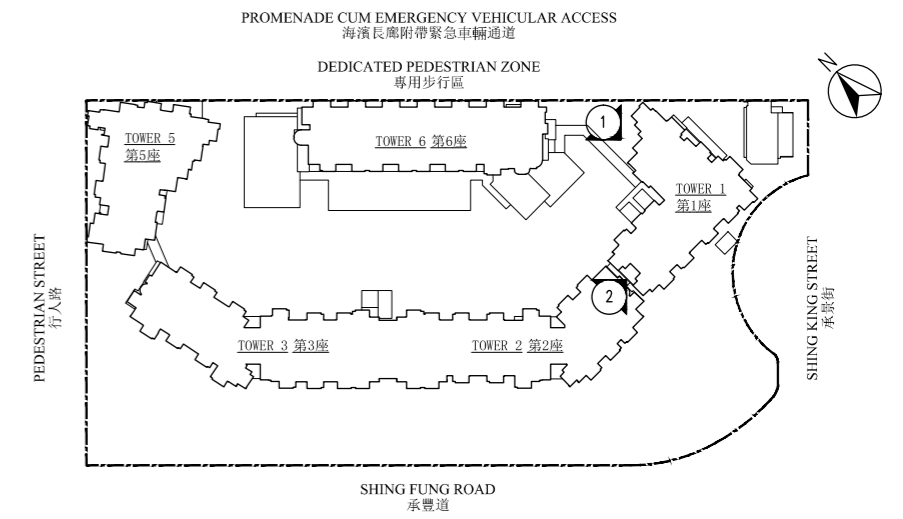 PROMENADE CUM EMERGENCY VEHICULAR ACCESS
海濱長廊附帶緊急車輛通道
DEDICATED PEDESTRIAN ZONE
專用步行區
N
TOWER 5
第5座
TOWER 6 第6座
1
TOWER 1
第1座
PEDESTRIAN STREET
行人路
SHING KING STREET
承景街
2
TOWER 3 第3座
TOWER 2 第2座
SHING FUNG ROAD
承豐道